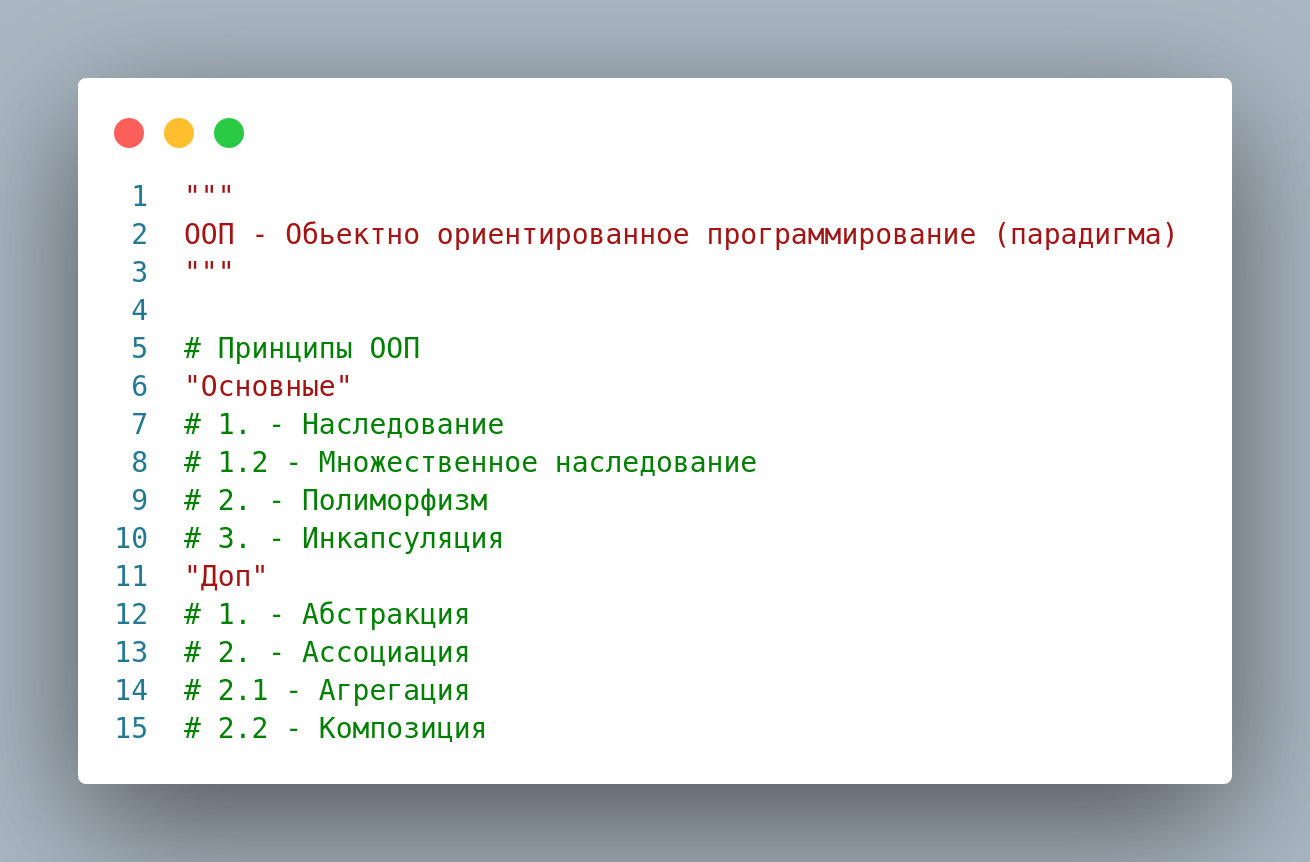 1 """
2 ООП - Обьектно ориентированное программирование (парадигма)
3 """
4
5 # Принципы ООП
6 "Основные"
7 # 1. - Наследование
8 # 1.2 - Множественное наследование
9 # 2. - Полиморфизм
10 # 3. - Инкапсуляция
11 "Доп"
12 # 1. - Абстракция
13 # 2. - Ассоциация
14 # 2.1 - Агрегация
15 # 2.2 - Композиция